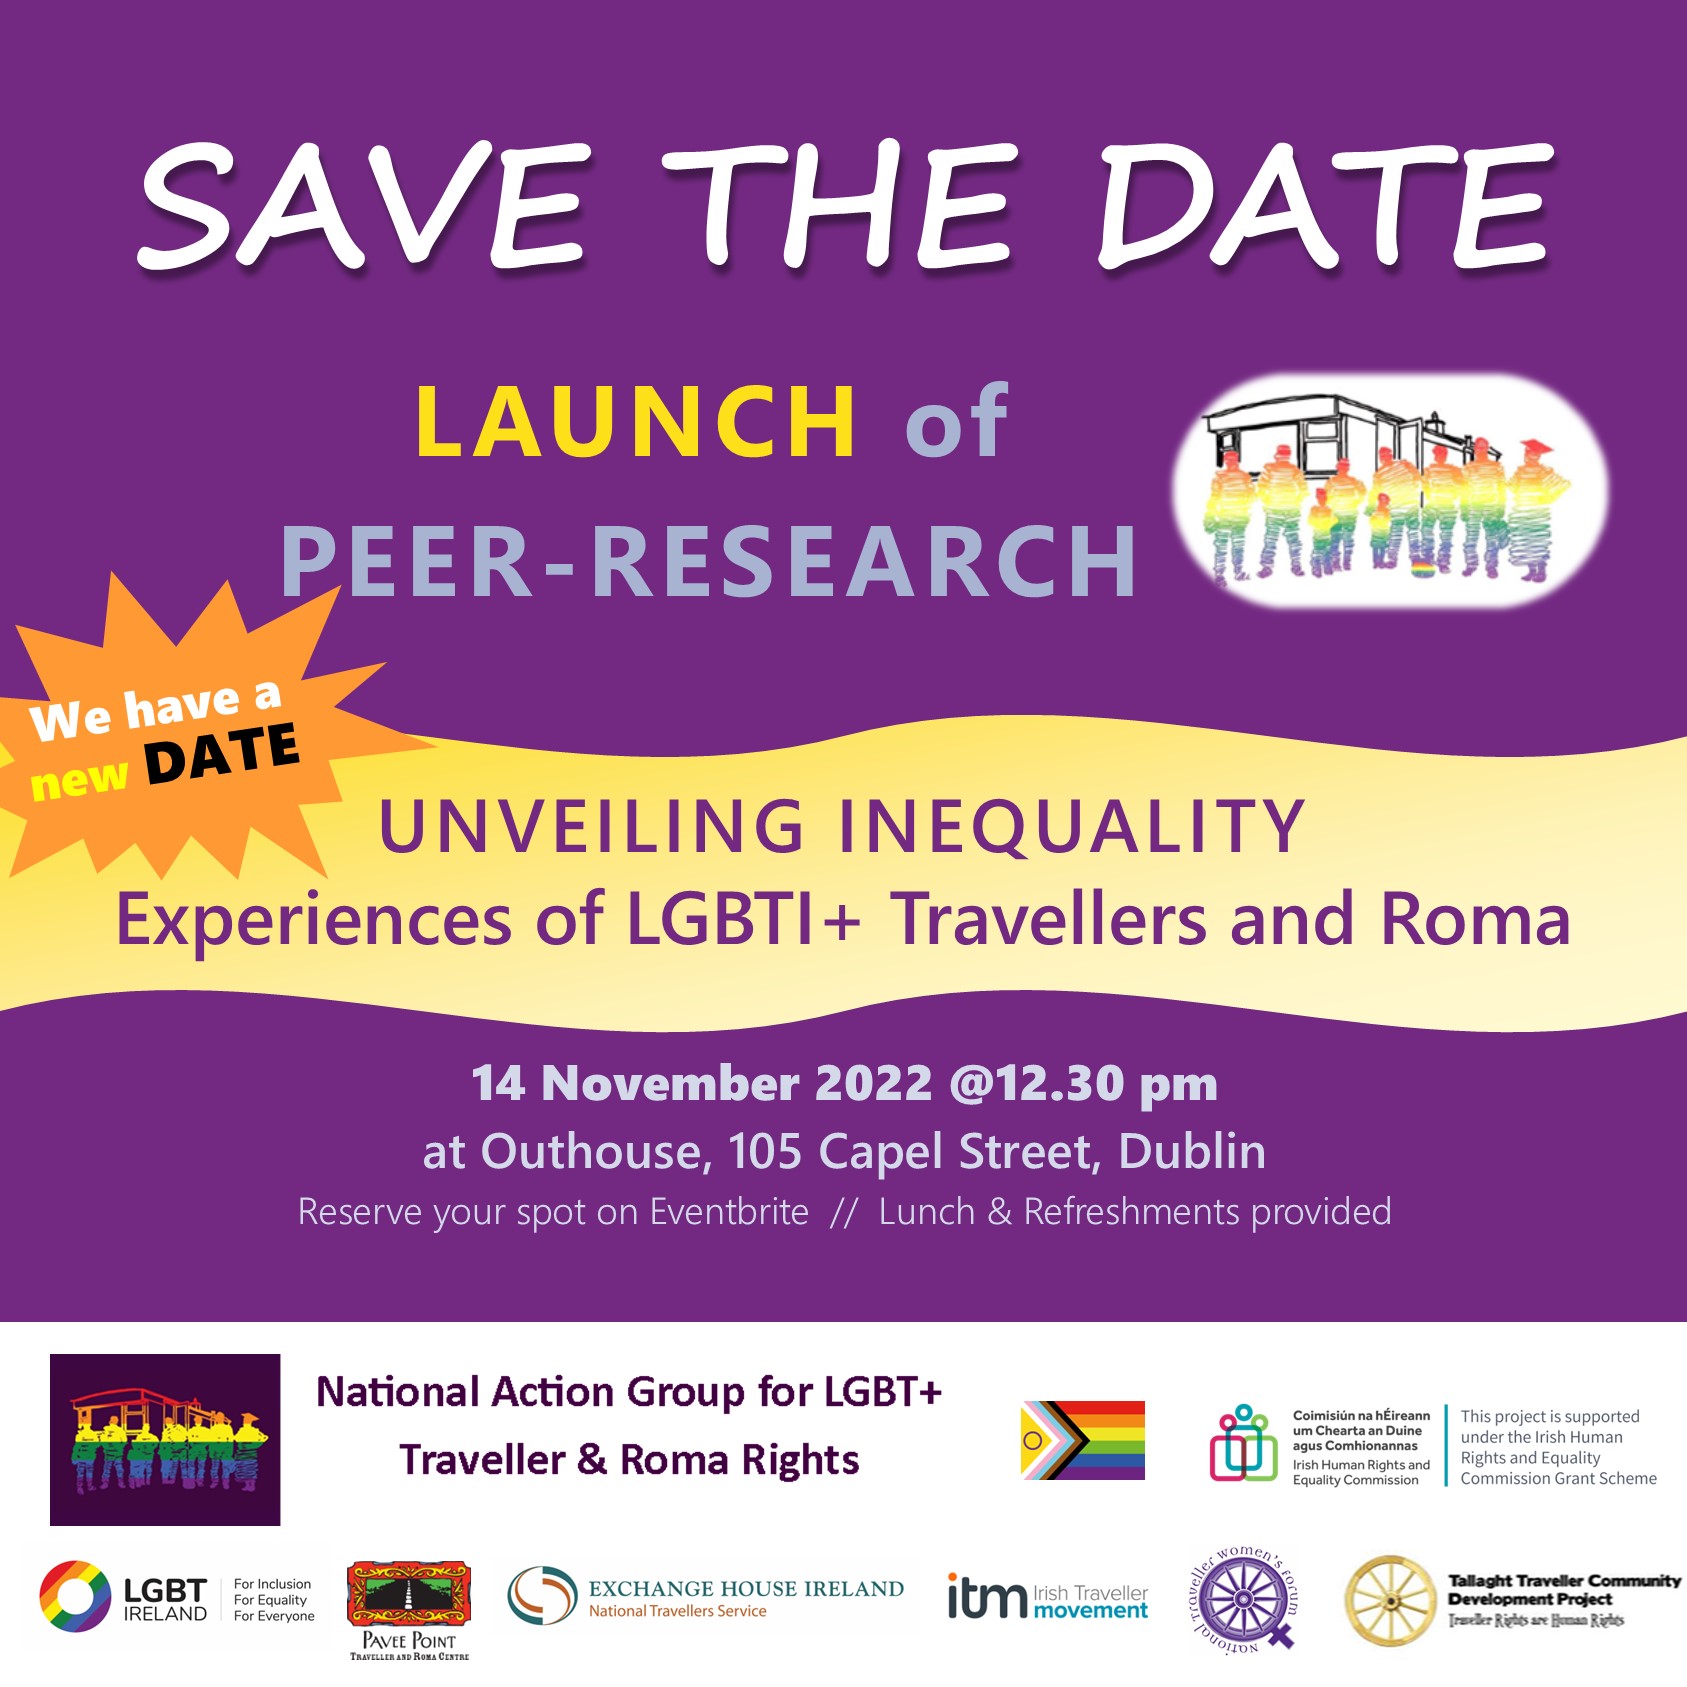 SAVE THE DATE
LAUNCH of
PEER-RESEARCH
We have a
new DATE
UNVEILING INEQUALITY
Experiences of LGBTI+ Travellers and Roma
14 November 2022 @12.30 pm
at Outhouse, 105 Capel Street, Dublin
Reserve your spot on Eventbrite // Lunch & Refreshments provided
National Action Group for LGBT+
Traveller & Roma Rights
Coimisiún na hÉireann
um Chearta an Duine
agus Comhionannas
Irish Human Rights and
Equality Commission
This project is supported
under the Irish Human
Rights and Equality
Commission Grant Scheme
LGBT
IRELAND
For Inclusion
For Equality
For Everyone
PAVEE POINT
TRAVELLER AND ROMA CENTRE
EXCHANGE HOUSE IRELAND
National Travellers Service
itm Irish Traveller
movement
National Traveller Women's Forum
Tallaght Traveller Community
Development Project
Traveller Rights are Human Rights